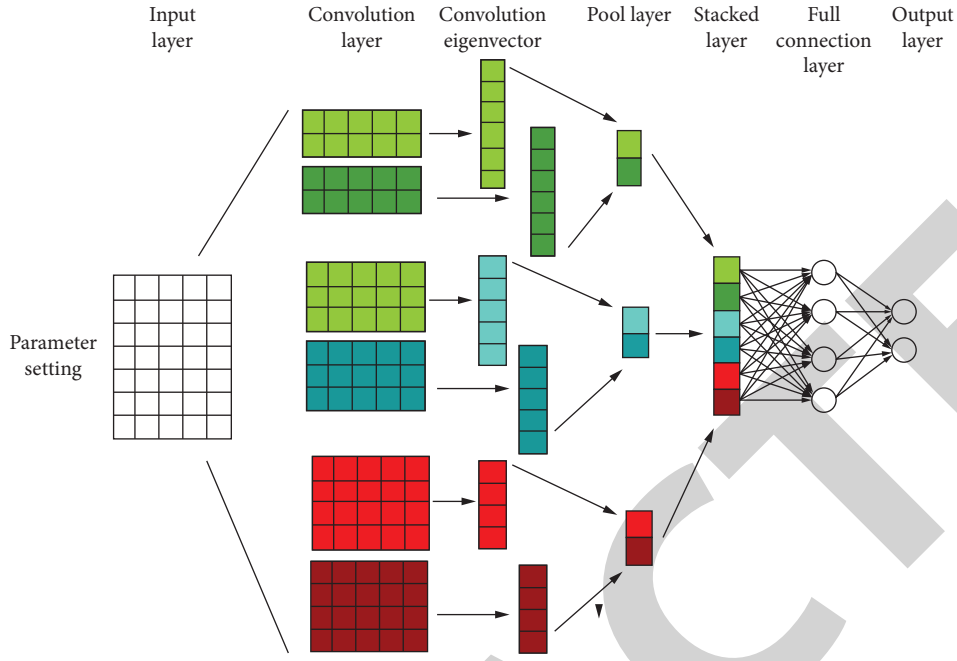 Input
layer
Convolution
layer
Convolution
eigenvector
Pool layer
Stacked
layer
Full
connection
layer
Output
layer
Parameter
setting